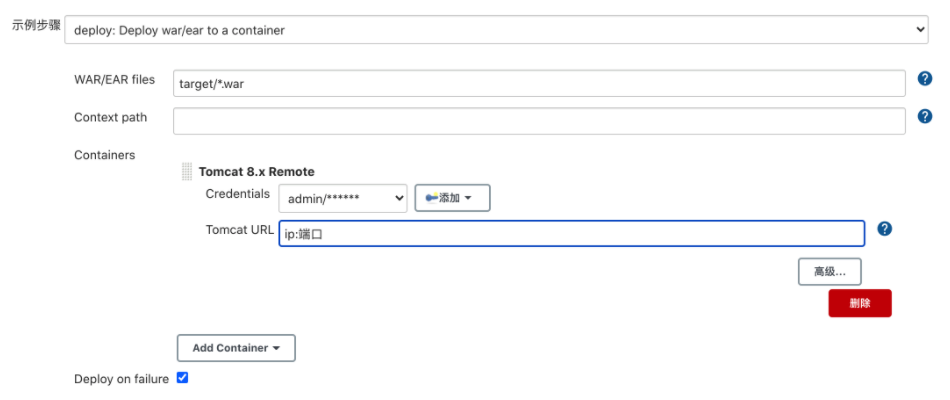 示例步骤 deploy: Deploy war/ear to a container
WAR/EAR files target/*.war ?
Context path ?
Containers
Tomcat 8.x Remote
Credentials admin/****** 添加
Tomcat URL ip:端口 ?
高级...
删除
Add Container
Deploy on failure